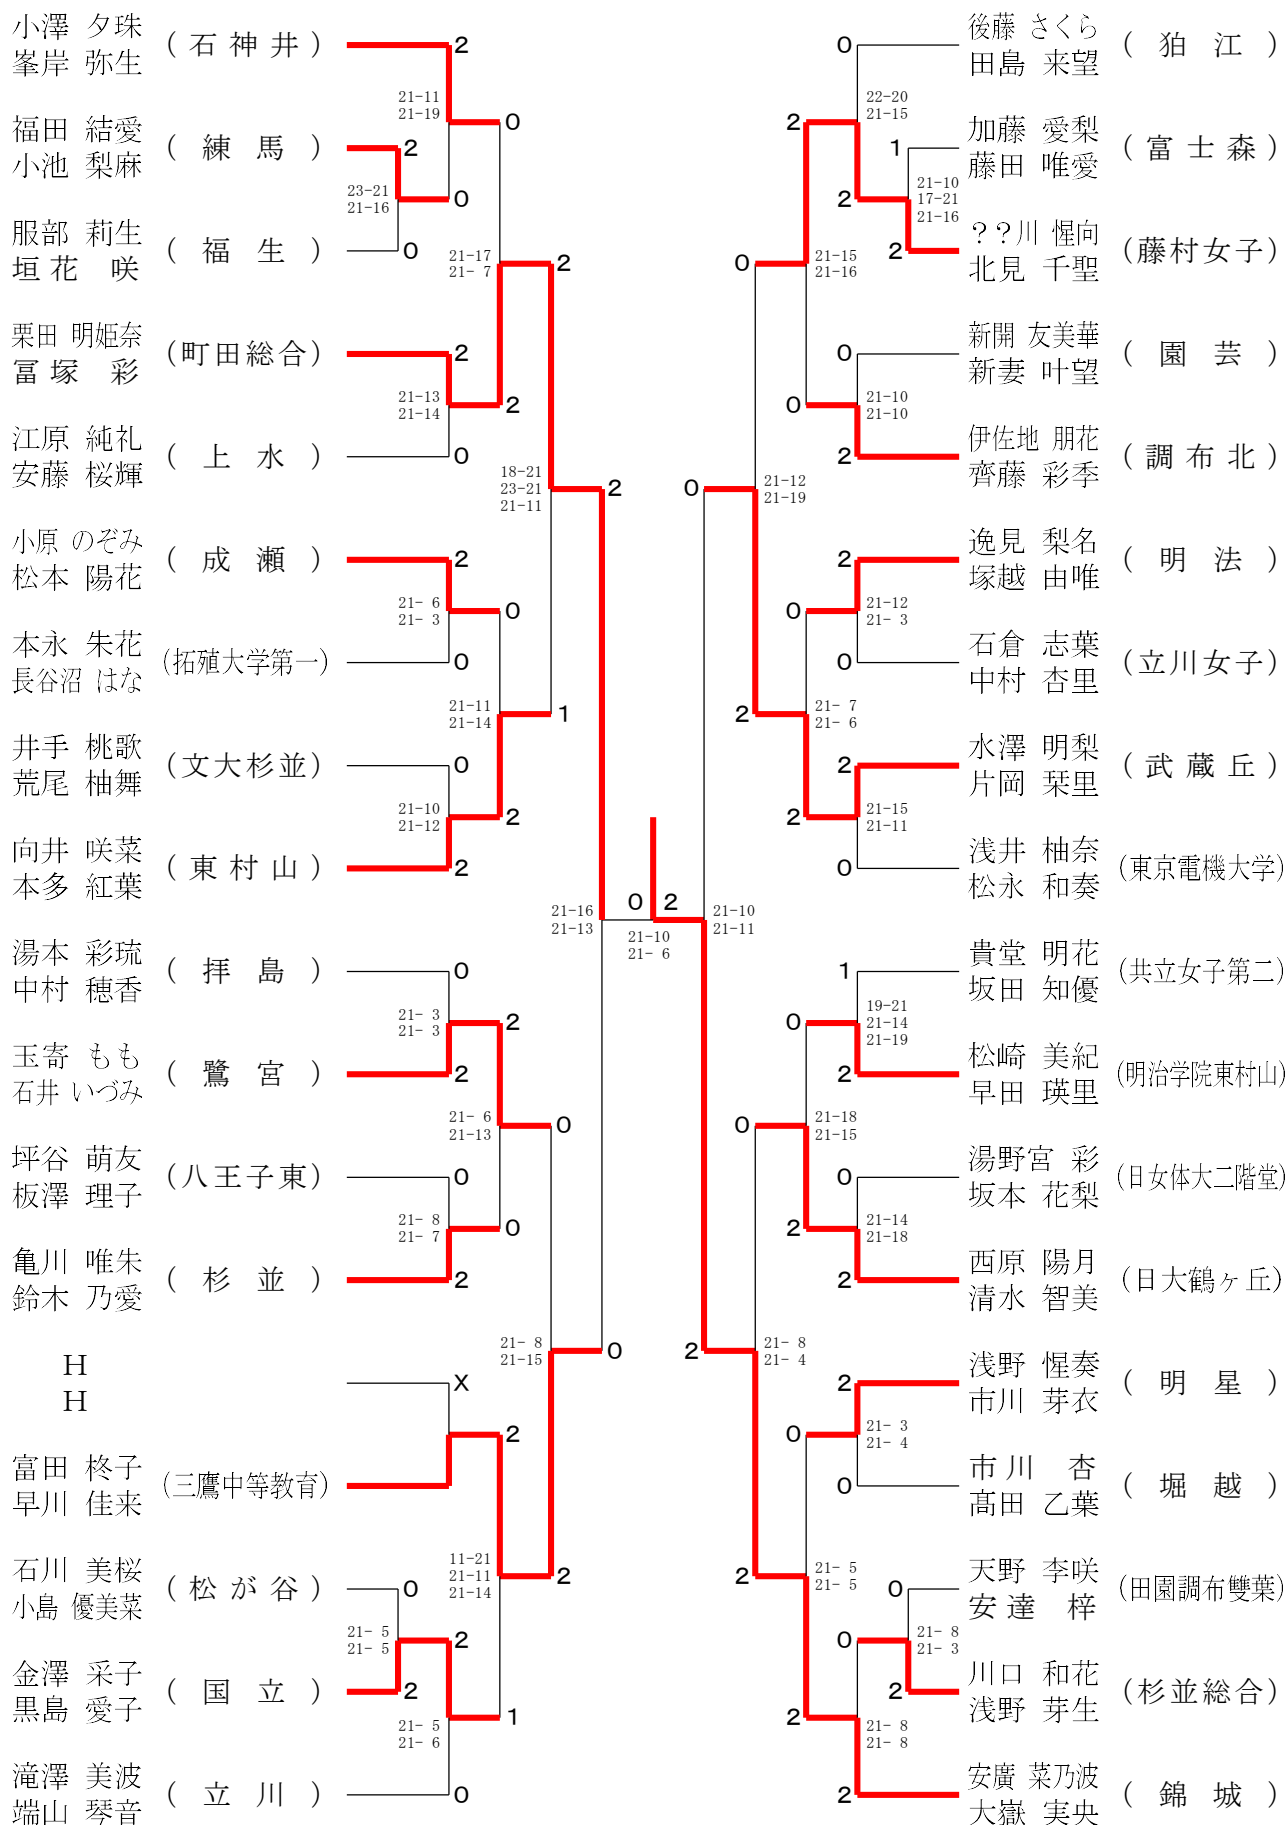 小澤 夕珠
峯岸 弥生
(石神井)
2
21-11
21-19
0
福田 結愛
小池 梨麻
(練馬)
2
23-21
21-16
0
服部 莉生
垣花 咲
(福生)
0
21-17
21- 7
2
栗田 明姫奈
冨塚 彩
(町田総合)
2
21-13
21-14
2
江原 純礼
安藤 桜輝
(上水)
0
18-21
23-21
21-11
2
小原 のぞみ
松本 陽花
(成瀬)
2
21- 6
21- 3
0
本永 朱花
長谷沼 はな
(拓殖大学第一)
0
21-11
21-14
1
井手 桃歌
荒尾 柚舞
(文大杉並)
0
21-10
21-12
2
向井 咲菜
本多 紅葉
(東村山)
2
21-16
21-13
0 2
21-10
21- 6
湯本 彩琉
中村 穂香
(拝島)
0
21- 3
21- 3
2
玉寄 もも
石井 いづみ
(鷺宮)
2
21- 6
21-13
0
坪谷 萌友
板澤 理子
(八王子東)
0
21- 8
21- 7
0
亀川 唯朱
鈴木 乃愛
(杉並)
2
21- 8
21-15
0
H
H
X
2
富田 柊子
早川 佳来
(三鷹中等教育)
11-21
21-11
21-14
2
石川 美桜
小島 優美菜
(松が谷)
0
21- 5
21- 5
2
金澤 采子
黒島 愛子
(国立)
2
21- 5
21- 6
1
滝澤 美波
端山 琴音
(立川)
0
0
後藤 さくら
田島 来望
(狛江)
22-20
21-15
2
1
加藤 愛梨
藤田 唯愛
(富士森)
21-10
17-21
21-16
2
2
??川 惺向
北見 千聖
(藤村女子)
21-15
21-16
0
0
新開 友美華
新妻 叶望
(園芸)
21-10
21-10
0
2
伊佐地 朋花
齊藤 彩季
(調布北)
21-12
21-19
0
2
逸見 梨名
塚越 由唯
(明法)
21-12
21- 3
0
0
石倉 志葉
中村 杏里
(立川女子)
21- 7
21- 6
2
2
水澤 明梨
片岡 栞里
(武蔵丘)
21-15
21-11
2
0
浅井 柚奈
松永 和奏
(東京電機大学)
21-10
21-11
1
貴堂 明花
坂田 知優
(共立女子第二)
19-21
21-14
21-19
0
2
松崎 美紀
早田 瑛里
(明治学院東村山)
21-18
21-15
0
0
湯野宮 彩
坂本 花梨
(日女体大二階堂)
21-14
21-18
2
2
西原 陽月
清水 智美
(日大鶴ヶ丘)
21- 8
21- 4
2
2
浅野 惺奏
市川 芽衣
(明星)
21- 3
21- 4
0
0
市川 杏
髙田 乙葉
(堀越)
21- 5
21- 5
2
0
天野 李咲
安達 梓
(田園調布雙葉)
21- 8
21- 3
0
2
川口 和花
浅野 芽生
(杉並総合)
21- 8
21- 8
2
2
安廣 菜乃波
大嶽 実央
(錦城)